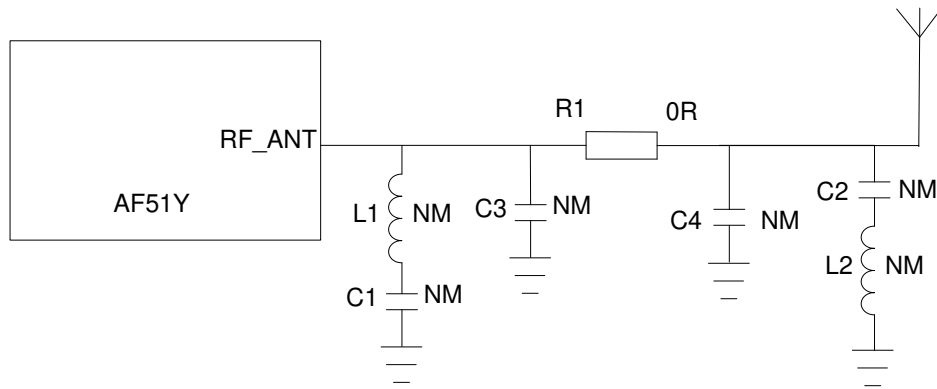 R1 0R
RF_ANT
AF51Y
L1 NM
C3 NM
C4 NM
C2 NM
L2 NM
C1 NM